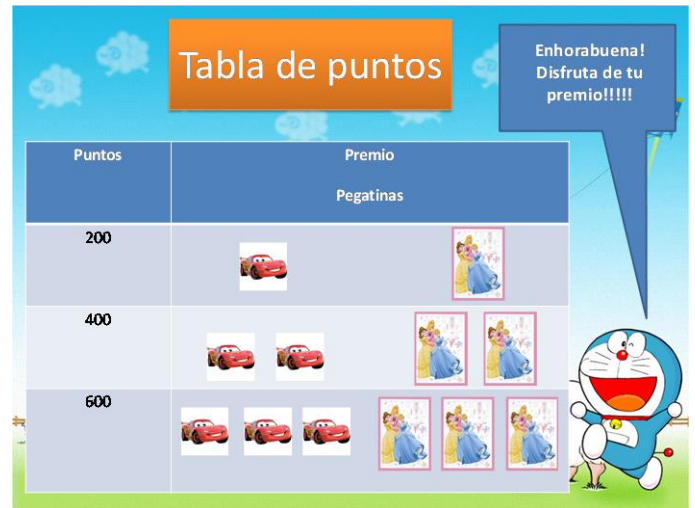 Tabla de puntos
Enhorabuena!
Disfruta de tu
premio!!!!!
Puntos
Premio
Pegatinas
200
400
600